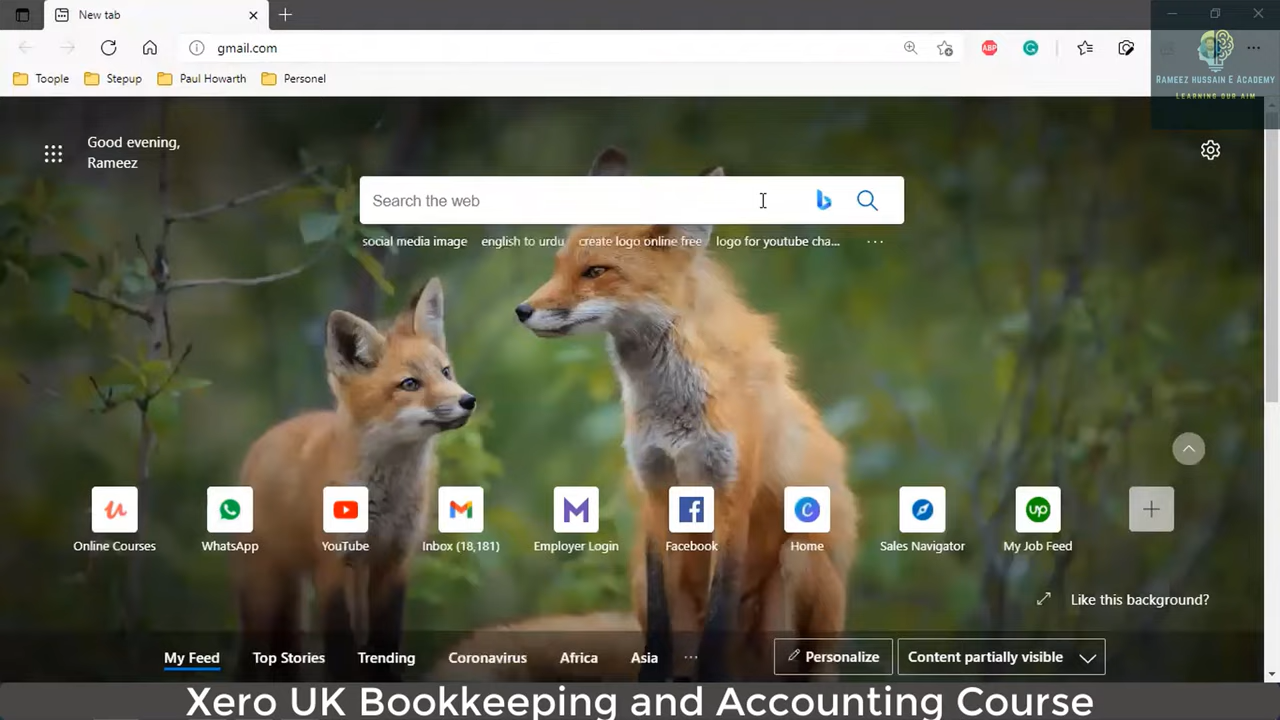 New tab
gmail.com
ABP
Toople
Stepup
Paul Howarth
Personel
RAMEEZ HUSSAIN E ACADEMY
LEARNING OUR AIM
Good evening,
Rameez
Search the web
social media image
english to urdu
create logo online free
logo for youtube cha...
Online Courses
WhatsApp
YouTube
Inbox (18,181)
Employer Login
Facebook
Home
Sales Navigator
up
My Job Feed
Like this background?
My Feed
Top Stories
Trending
Coronavirus
Africa
Asia
Personalize
Content partially visible
Xero UK Bookkeeping and Accounting Course